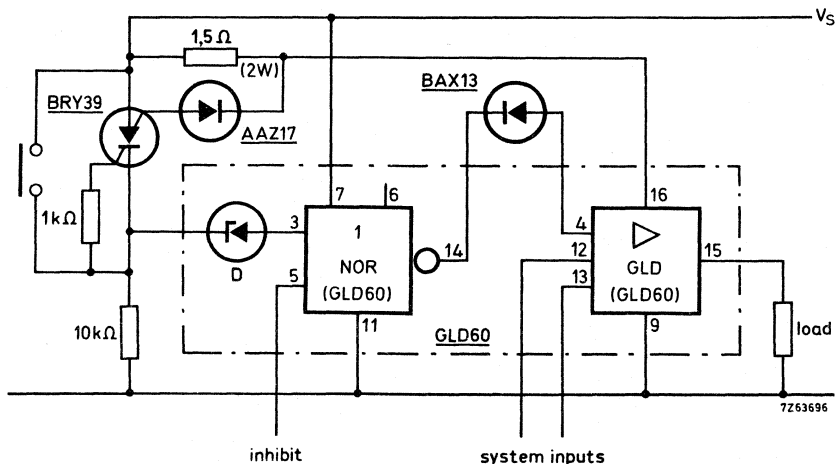 Vs
1,5 Ω
(2W)
BRY39
AAZ17
BAX13
1kΩ
D
7
6
3
1
5
NOR
(GLD60)
14
11
16
4
12
13
GLD
(GLD60)
15
9
GLD60
10kΩ
load
7Z63696
inhibit
system inputs